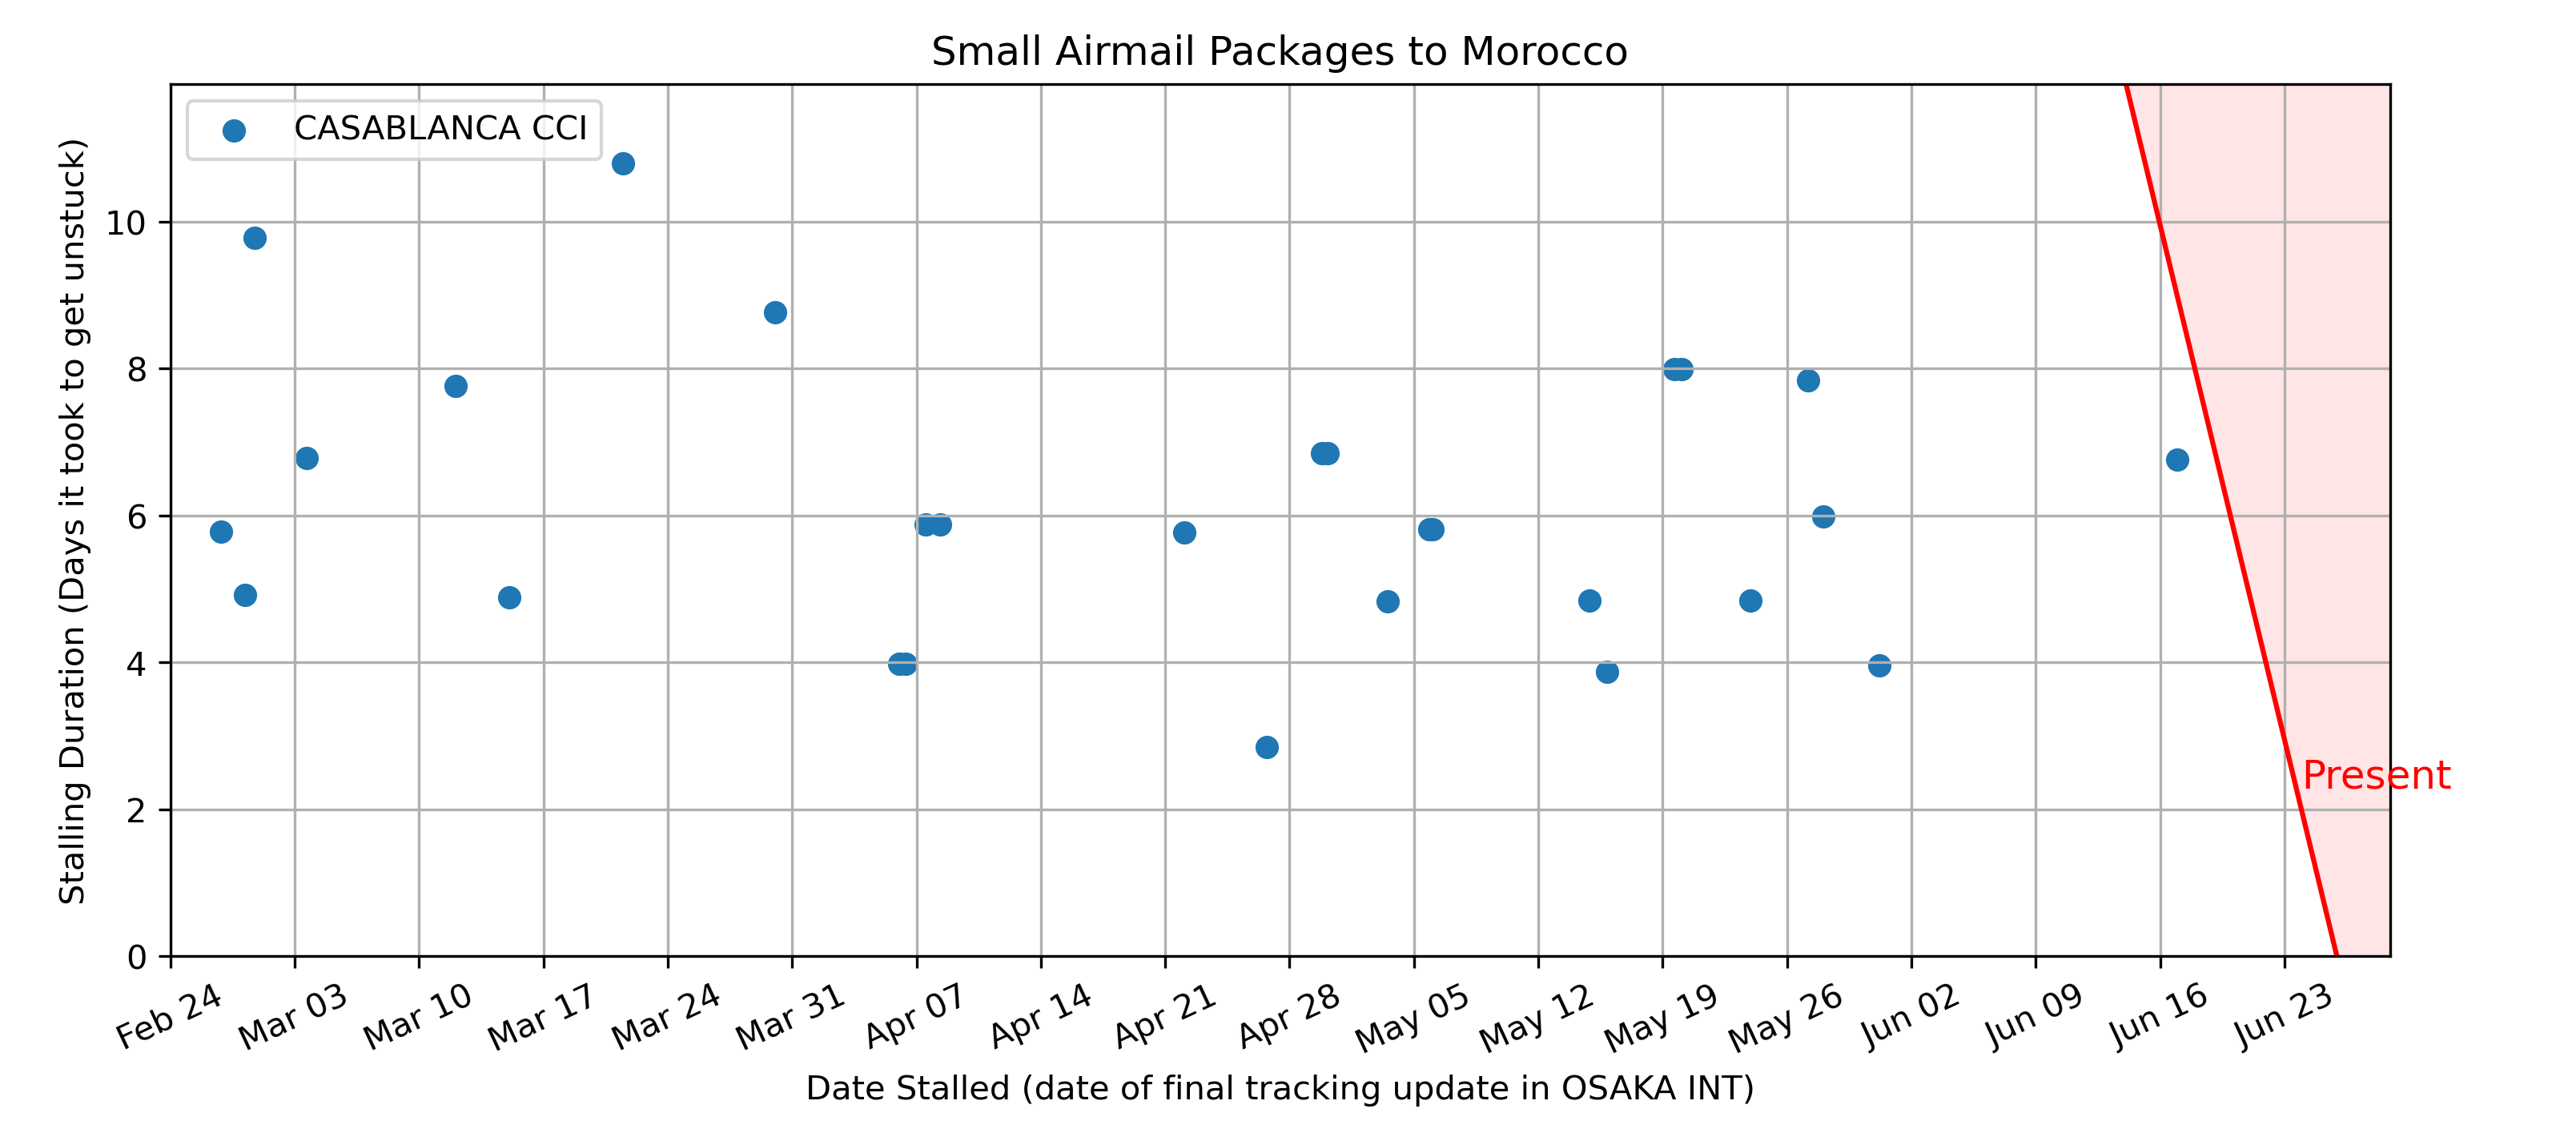 Small Airmail Packages to Morocco
CASABLANCA CCI
Stalling Duration (Days it took to get unstuck)
10
8
6
4
2
0
Present
Feb 24
Mar 03
Mar 10
Mar 17
Mar 24
Mar 31
Apr 07
Apr 14
Apr 21
Apr 28
May 05
May 12
May 19
May 26
Jun 02
Jun 09
Jun 16
Jun 23
Date Stalled (date of final tracking update in OSAKA INT)